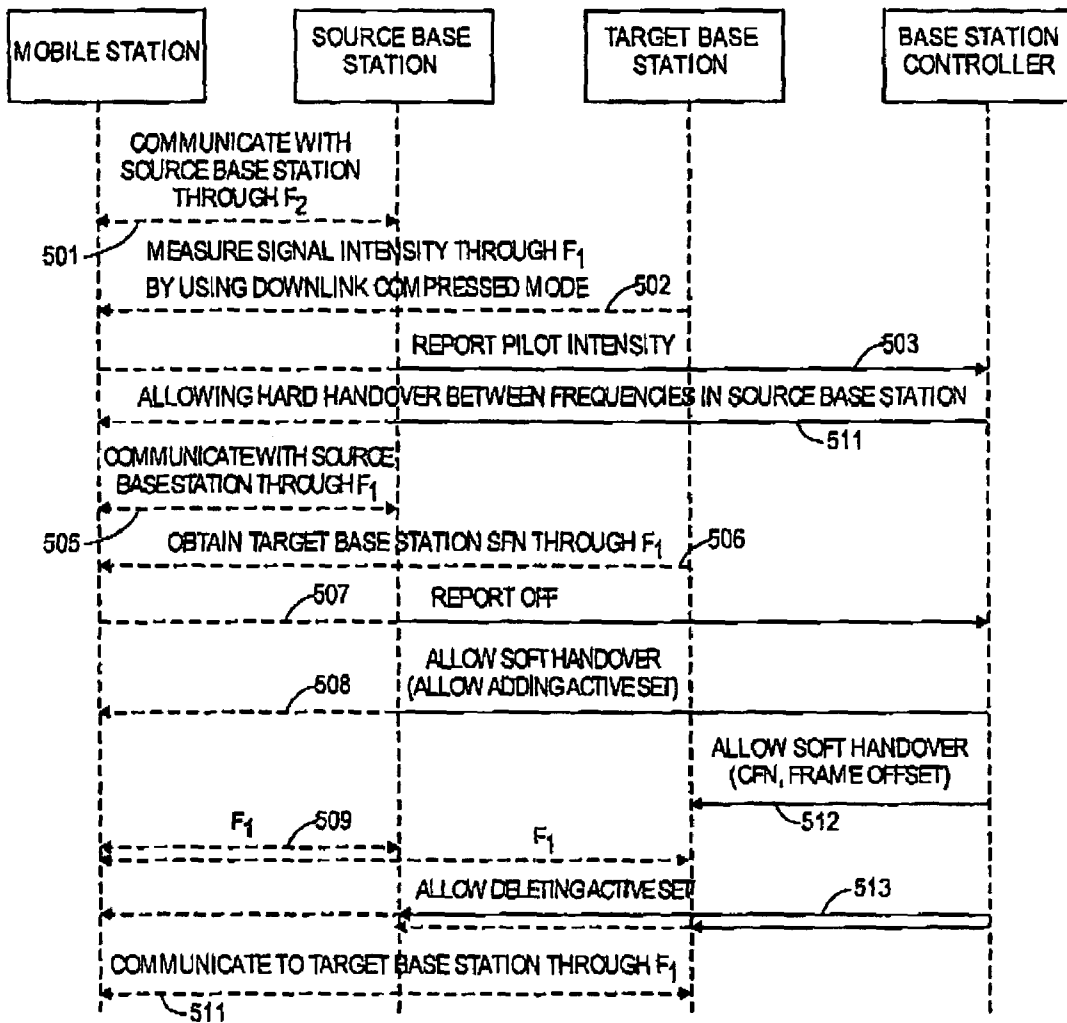 MOBILE STATION
SOURCE BASE
STATION
TARGET BASE
STATION
BASE STATION
CONTROLLER
COMMUNICATE WITH
SOURCE BASE STATION
THROUGH F2
501
MEASURE SIGNAL INTENSITY THROUGH F1
BY USING DOWNLINK COMPRESSED MODE
502
REPORT PILOT INTENSITY
503
ALLOWING HARD HANDOVER BETWEEN FREQUENCIES IN SOURCE BASE STATION
511
COMMUNICATE WITH SOURCE
BASE STATION THROUGH F1
505
OBTAIN TARGET BASE STATION SFN THROUGH F1
506
507
REPORT OFF
ALLOW SOFT HANDOVER
(ALLOW ADDING ACTIVE SET)
508
ALLOW SOFT HANDOVER
(CFN, FRAME OFFSET)
512
F1
509
F1
ALLOW DELETING ACTIVE SET
513
COMMUNICATE TO TARGET BASE STATION THROUGH F1
511